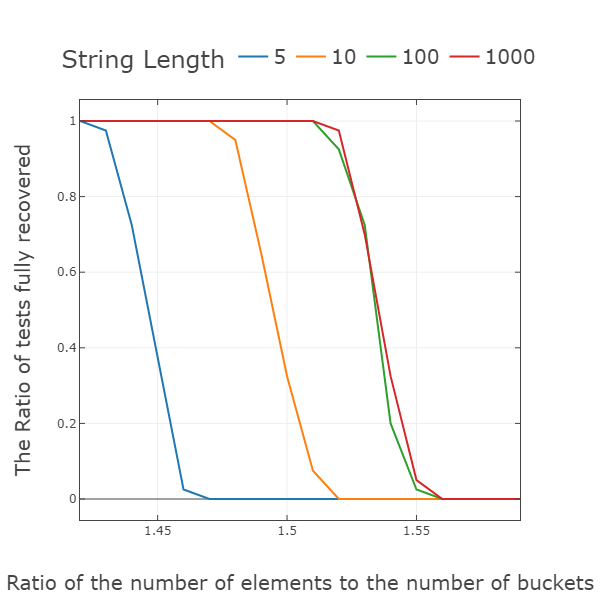 String Length 5 10 100 1000
The Ratio of tests fully recovered
1
0.8
0.6
0.4
0.2
0
1.45 1.5 1.55
Ratio of the number of elements to the number of buckets